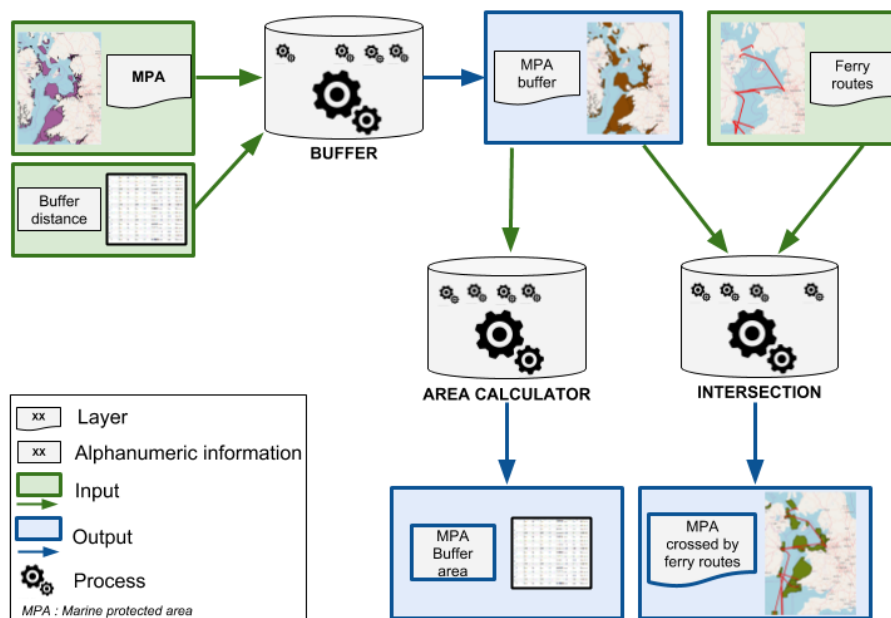 MPA
Buffer
distance
BUFFER
MPA
buffer
Ferry
routes
AREA CALCULATOR
INTERSECTION
MPA
Buffer
area
MPA
crossed by
ferry routes
xx Layer
xx Alphanumeric information
Input
Output
Process
MPA : Marine protected area